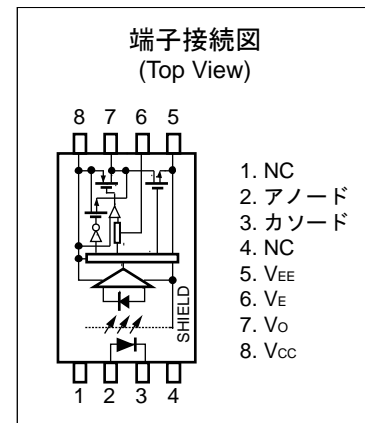 端子接続図
(Top View)
8 7 6 5
SHIELD
1 2 3 4
1. NC
2. アノード
3. カソード
4. NC
5. VEE
6. VE
7. VO
8. VCC